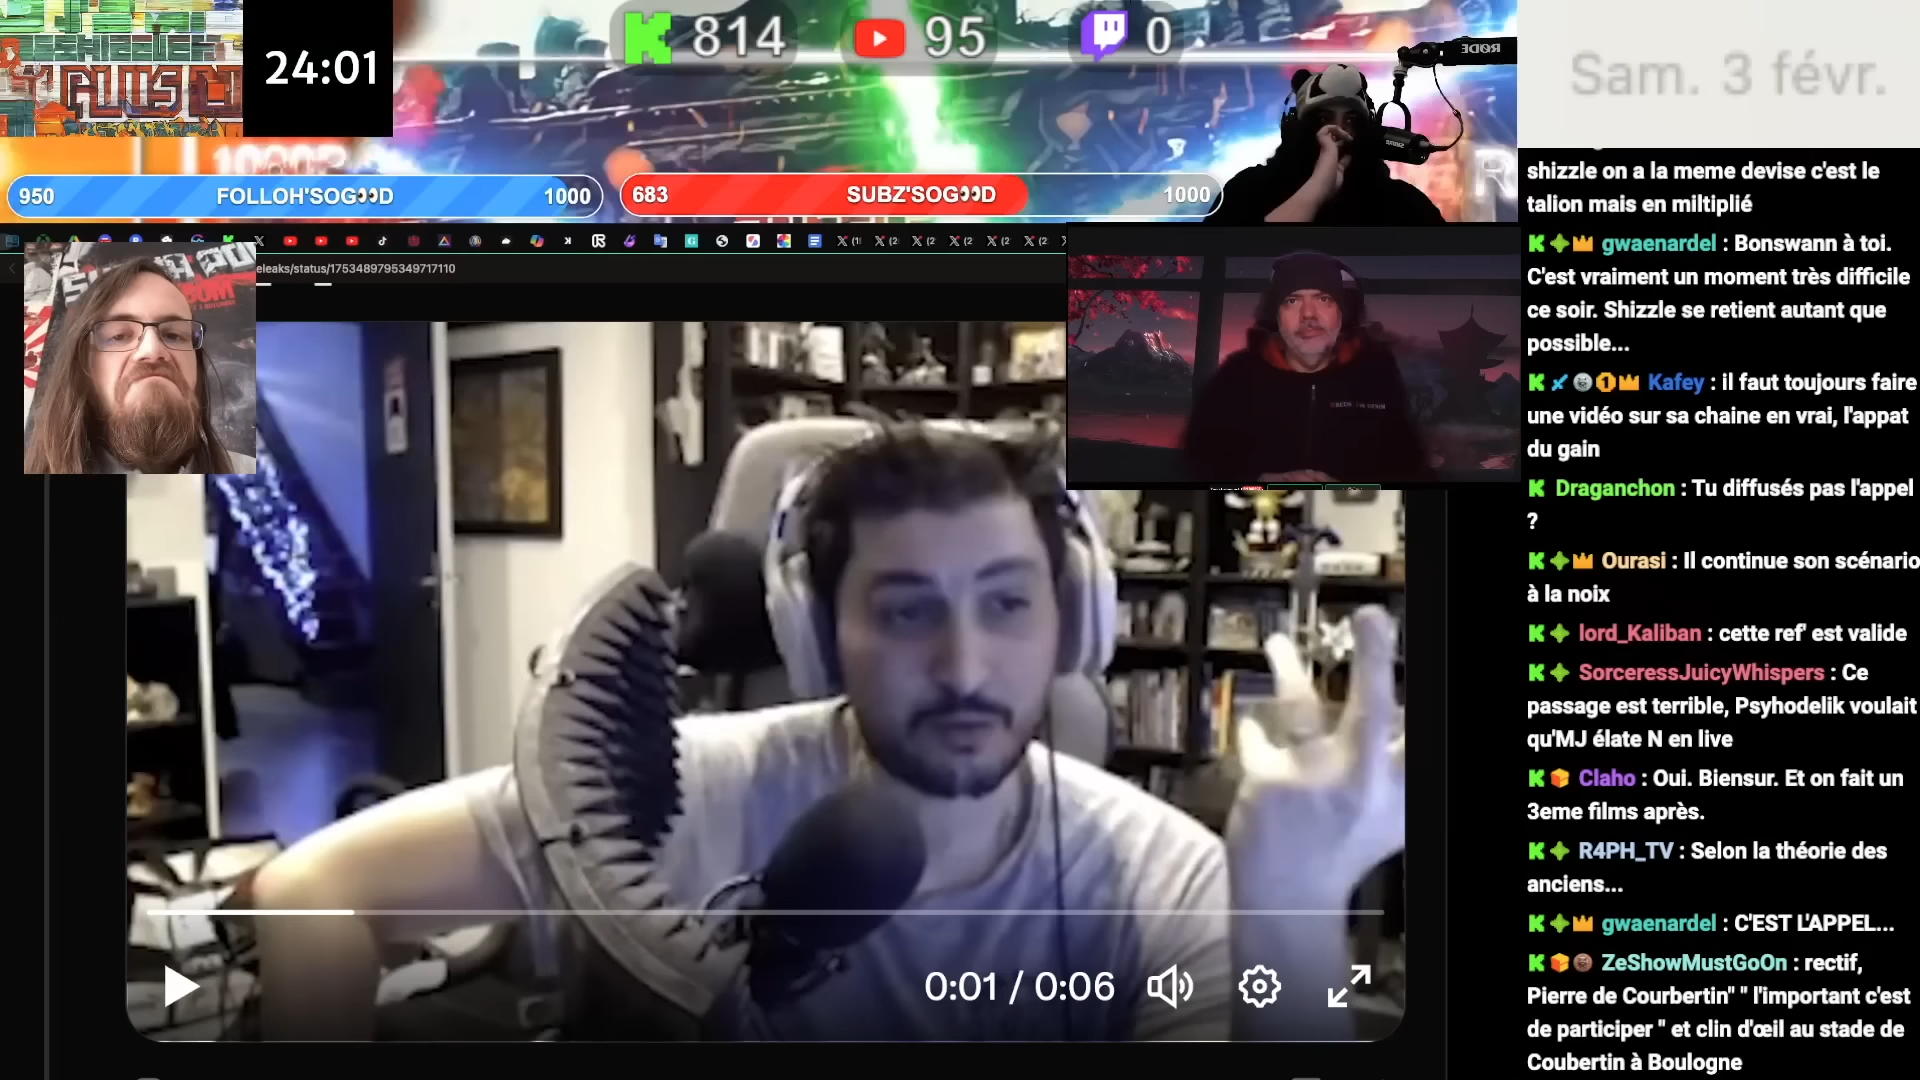 24:01
814
95
0
RØDE
Sam. 3 févr.
950 FOLLOH'SOG👀D 1000
683 SUBZ'SOG👀D 1000
eleaks/status/1753489795349717110
shizzle on a la meme devise c'est le
talion mais en miltiplié
gwaenardel : Bonswann à toi.
C'est vraiment un moment très difficile
ce soir. Shizzle se retient autant que
possible...
Kafey : il faut toujours faire
une vidéo sur sa chaine en vrai, l'appat
du gain
Draganchon : Tu diffusés pas l'appel
?
Ourasi : Il continue son scénario
à la noix
lord_Kaliban : cette ref' est valide
SorceressJuicyWhispers : Ce
passage est terrible, Psyhodelik voulait
qu'MJ élate N en live
Claho : Oui. Biensur. Et on fait un
3eme films après.
R4PH_TV : Selon la théorie des
anciens...
gwaenardel : C'EST L'APPEL...
ZeShowMustGoOn : rectif,
Pierre de Courbertin" " l'important c'est
de participer " et clin d'œil au stade de
Coubertin à Boulogne
0:01 / 0:06